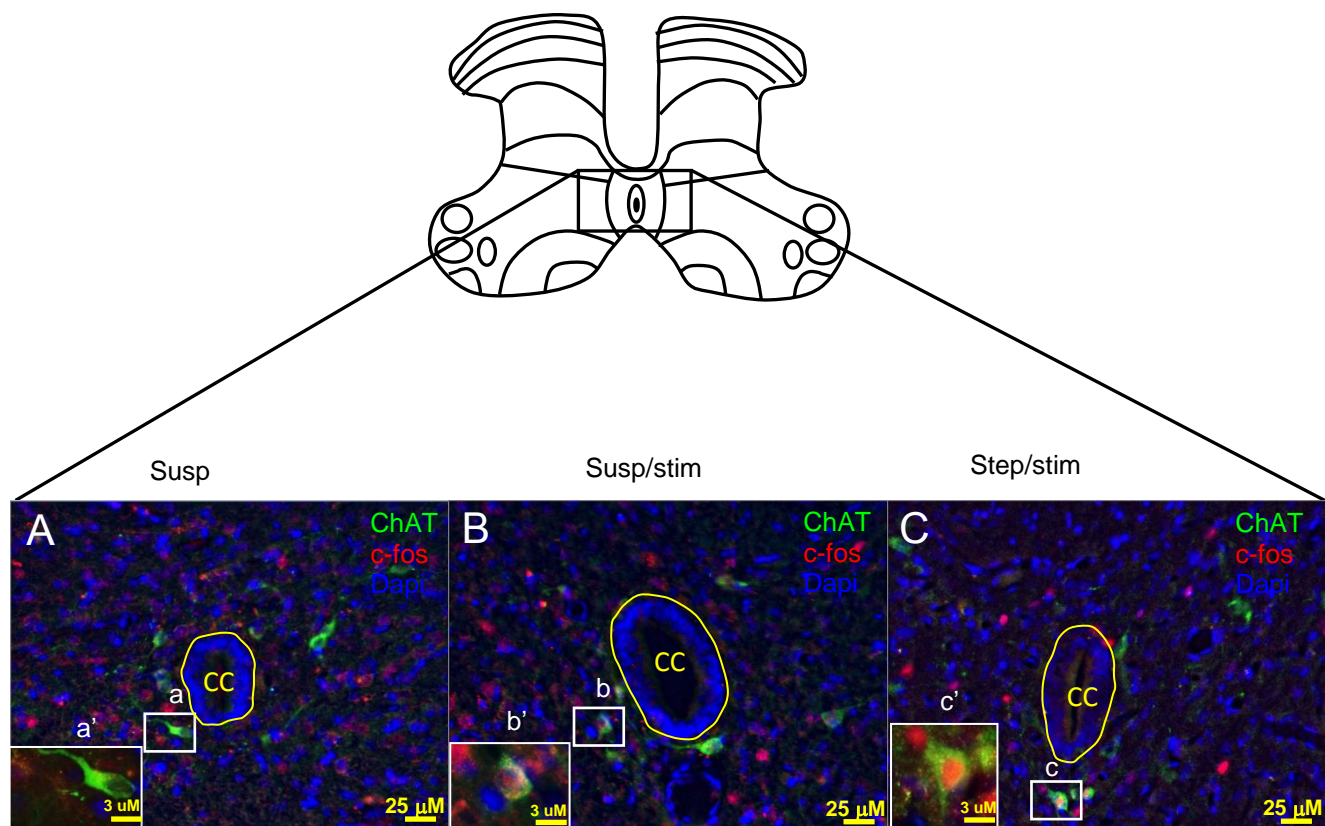 Susp
Susp/stim
Step/stim
A
ChAT
c-fos
Dapi
CC
a
a'
3 uM
25 µM
B
ChAT
c-fos
Dapi
CC
b
b'
3 uM
25 µM
C
ChAT
c-fos
Dapi
CC
c'
c
3 uM
25 µM